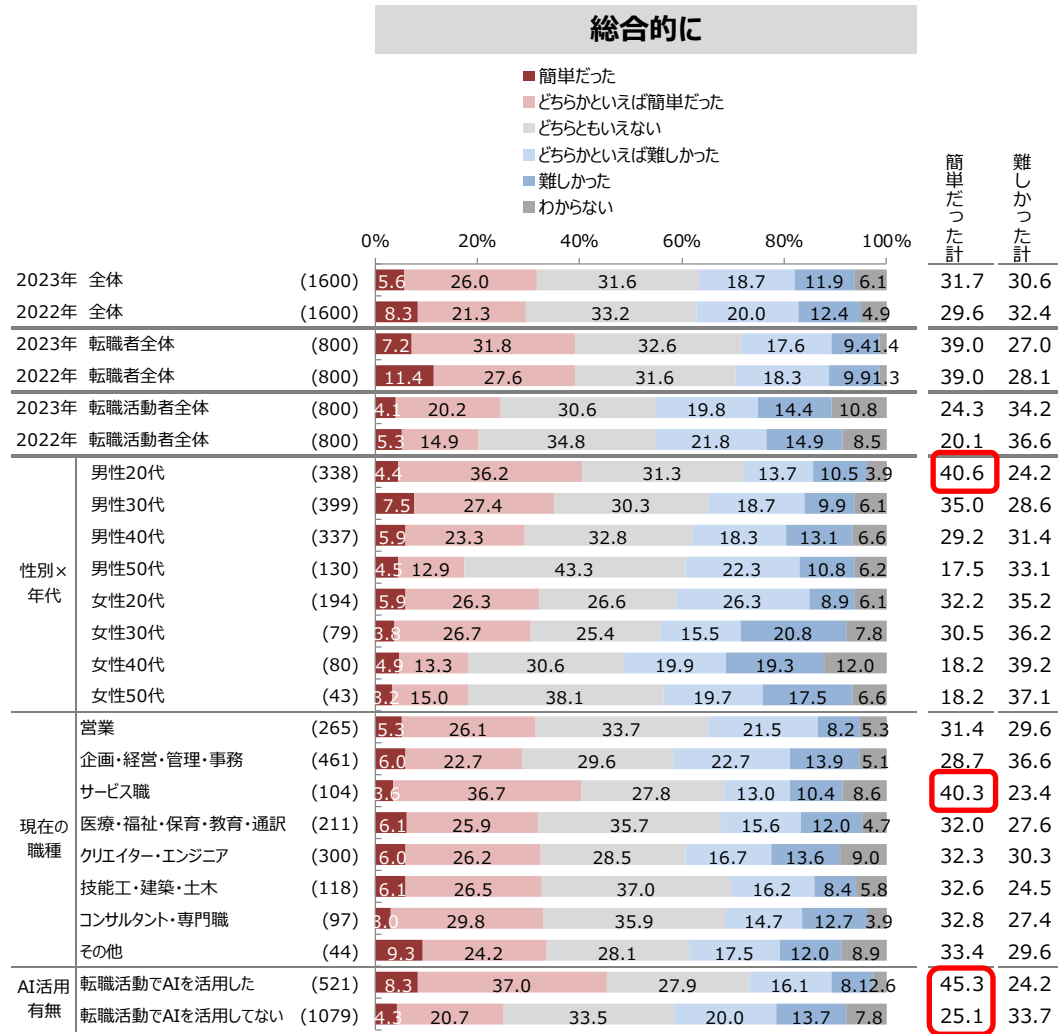 総合的に
簡単だった
どちらかといえば簡単だった
どちらともいえない
どちらかといえば難しかった
難しかった
わからない
簡単だった計
難しかった計
0% 20% 40% 60% 80% 100%
2023年 全体 (1600) 5.6 26.0 31.6 18.7 11.9 6.1 31.7 30.6
2022年 全体 (1600) 8.3 21.3 33.2 20.0 12.4 4.9 29.6 32.4
2023年 転職者全体 (800) 7.2 31.8 32.6 17.6 9.4 1.4 39.0 27.0
2022年 転職者全体 (800) 11.4 27.6 31.6 18.3 9.9 1.3 39.0 28.1
2023年 転職活動者全体 (800) 4.1 20.2 30.6 19.8 14.4 10.8 24.3 34.2
2022年 転職活動者全体 (800) 5.3 14.9 34.8 21.8 14.9 8.5 20.1 36.6
性別×年代
男性20代 (338) 4.4 36.2 31.3 13.7 10.5 3.9 40.6 24.2
男性30代 (399) 7.5 27.4 30.3 18.7 9.9 6.1 35.0 28.6
男性40代 (337) 5.9 23.3 32.8 18.3 13.1 6.6 29.2 31.4
男性50代 (130) 4.5 12.9 43.3 22.3 10.8 6.2 17.5 33.1
女性20代 (194) 5.9 26.3 26.6 26.3 8.9 6.1 32.2 35.2
女性30代 (79) 3.8 26.7 25.4 15.5 20.8 7.8 30.5 36.2
女性40代 (80) 4.9 13.3 30.6 19.9 19.3 12.0 18.2 39.2
女性50代 (43) 3.2 15.0 38.1 19.7 17.5 6.6 18.2 37.1
現在の職種
営業 (265) 5.3 26.1 33.7 21.5 8.2 5.3 31.4 29.6
企画・経営・管理・事務 (461) 6.0 22.7 29.6 22.7 13.9 5.1 28.7 36.6
サービス職 (104) 3.6 36.7 27.8 13.0 10.4 8.6 40.3 23.4
医療・福祉・保育・教育・通訳 (211) 6.1 25.9 35.7 15.6 12.0 4.7 32.0 27.6
クリエイター・エンジニア (300) 6.0 26.2 28.5 16.7 13.6 9.0 32.3 30.3
技能工・建築・土木 (118) 6.1 26.5 37.0 16.2 8.4 5.8 32.6 24.5
コンサルタント・専門職 (97) 3.0 29.8 35.9 14.7 12.7 3.9 32.8 27.4
その他 (44) 9.3 24.2 28.1 17.5 12.0 8.9 33.4 29.6
AI活用有無
転職活動でAIを活用した (521) 8.3 37.0 27.9 16.1 8.1 2.6 45.3 24.2
転職活動でAIを活用してない (1079) 4.3 20.7 33.5 20.0 13.7 7.8 25.1 33.7